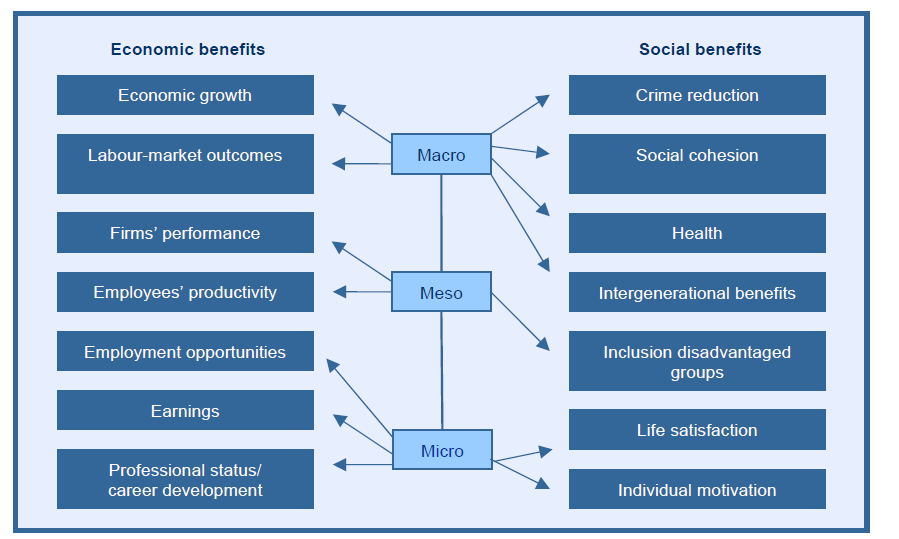 Economic benefits
Social benefits
Economic growth
Labour-market outcomes
Firms’ performance
Employees’ productivity
Employment opportunities
Earnings
Professional status/
career development
Macro
Meso
Micro
Crime reduction
Social cohesion
Health
Intergenerational benefits
Inclusion disadvantaged
groups
Life satisfaction
Individual motivation